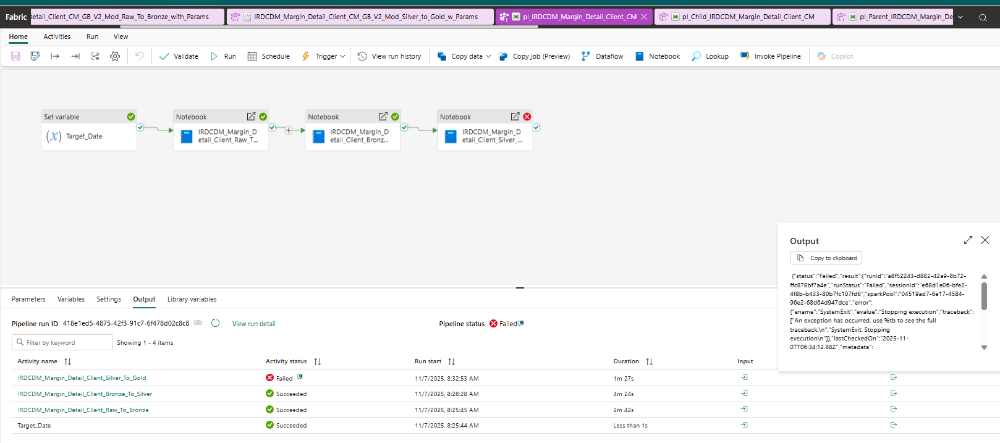 Fabric
Detail_Client_CM_GB_V2_Mod_Raw_To_Bronze_with_Params
IRDCDM_Margin_Detail_Client_CM_GB_V2_Mod_Silver_to_Gold_w_Params
pl_IRDCDM_Margin_Detail_Client_CM
pl_Child_IRDCDM_Margin_Detail_Client_CM
pl_Parent_IRDCDM_Margin_De
Home Activities Run View
Validate Run Schedule Trigger View run history Copy data Copy job (Preview) Dataflow Notebook Lookup Invoke Pipeline Copilot
Set variable
(x) Target_Date
Notebook
IRDCDM_Margin_D
etail_Client_Raw_T...
Notebook
IRDCDM_Margin_D
etail_Client_Bronz...
Notebook
IRDCDM_Margin_D
etail_Client_Silver_...
Output
Copy to clipboard
{"status":"Failed","result":{"runId":"a8f52243-d882-42a9-8b72-
ffc878bf7a4e","runStatus":"Failed","sessionId":"e68d1e06-bfe2-
4f8b-b433-80b7fc107fd6","sparkPool":"04519ad7-6e17-4584-
96e2-68d64d947dce","error":
{"ename":"SystemExit","evalue":"Stopping execution","traceback":
["An exception has occurred, use %tb to see the full
traceback.\n","SystemExit: Stopping
execution\n"]},"lastCheckedOn":"2025-11-
07T06:34:12.88Z","metadata":
Parameters Variables Settings Output Library variables
Pipeline run ID 418e1ed5-4875-42f3-91c7-6f478d02c8c8 View run detail Pipeline status Failed
Filter by keyword Showing 1 - 4 items
Activity name Activity status Run start Duration Input
IRDCDM_Margin_Detail_Client_Silver_To_Gold Failed 11/7/2025, 8:32:53 AM 1m 27s
IRDCDM_Margin_Detail_Client_Bronze_To_Silver Succeeded 11/7/2025, 8:28:28 AM 4m 24s
IRDCDM_Margin_Detail_Client_Raw_To_Bronze Succeeded 11/7/2025, 8:25:45 AM 2m 42s
Target_Date Succeeded 11/7/2025, 8:25:44 AM Less than 1s